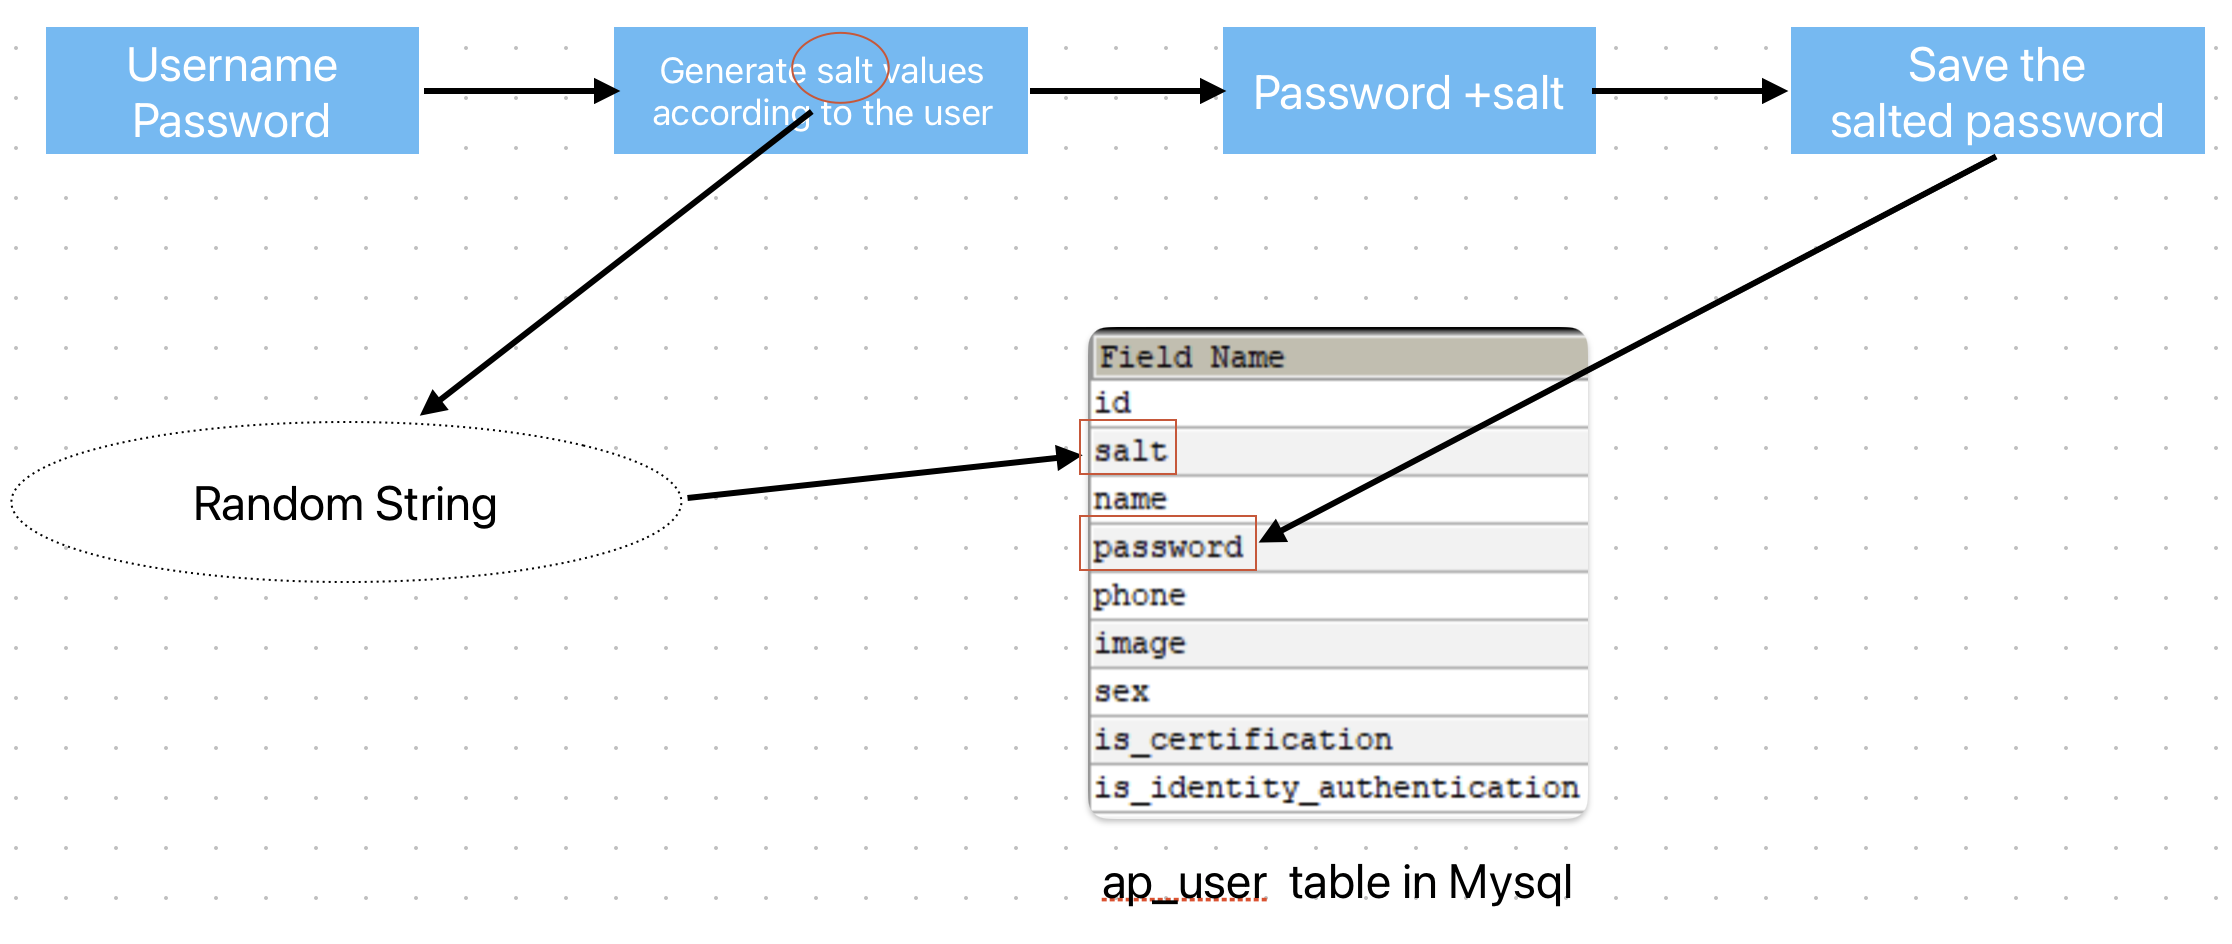 Username
Password
Generate salt values
according to the user
Password +salt
Save the
salted password
Random String
Field Name
id
salt
name
password
phone
image
sex
is_certification
is_identity_authentication
ap_user table in Mysql